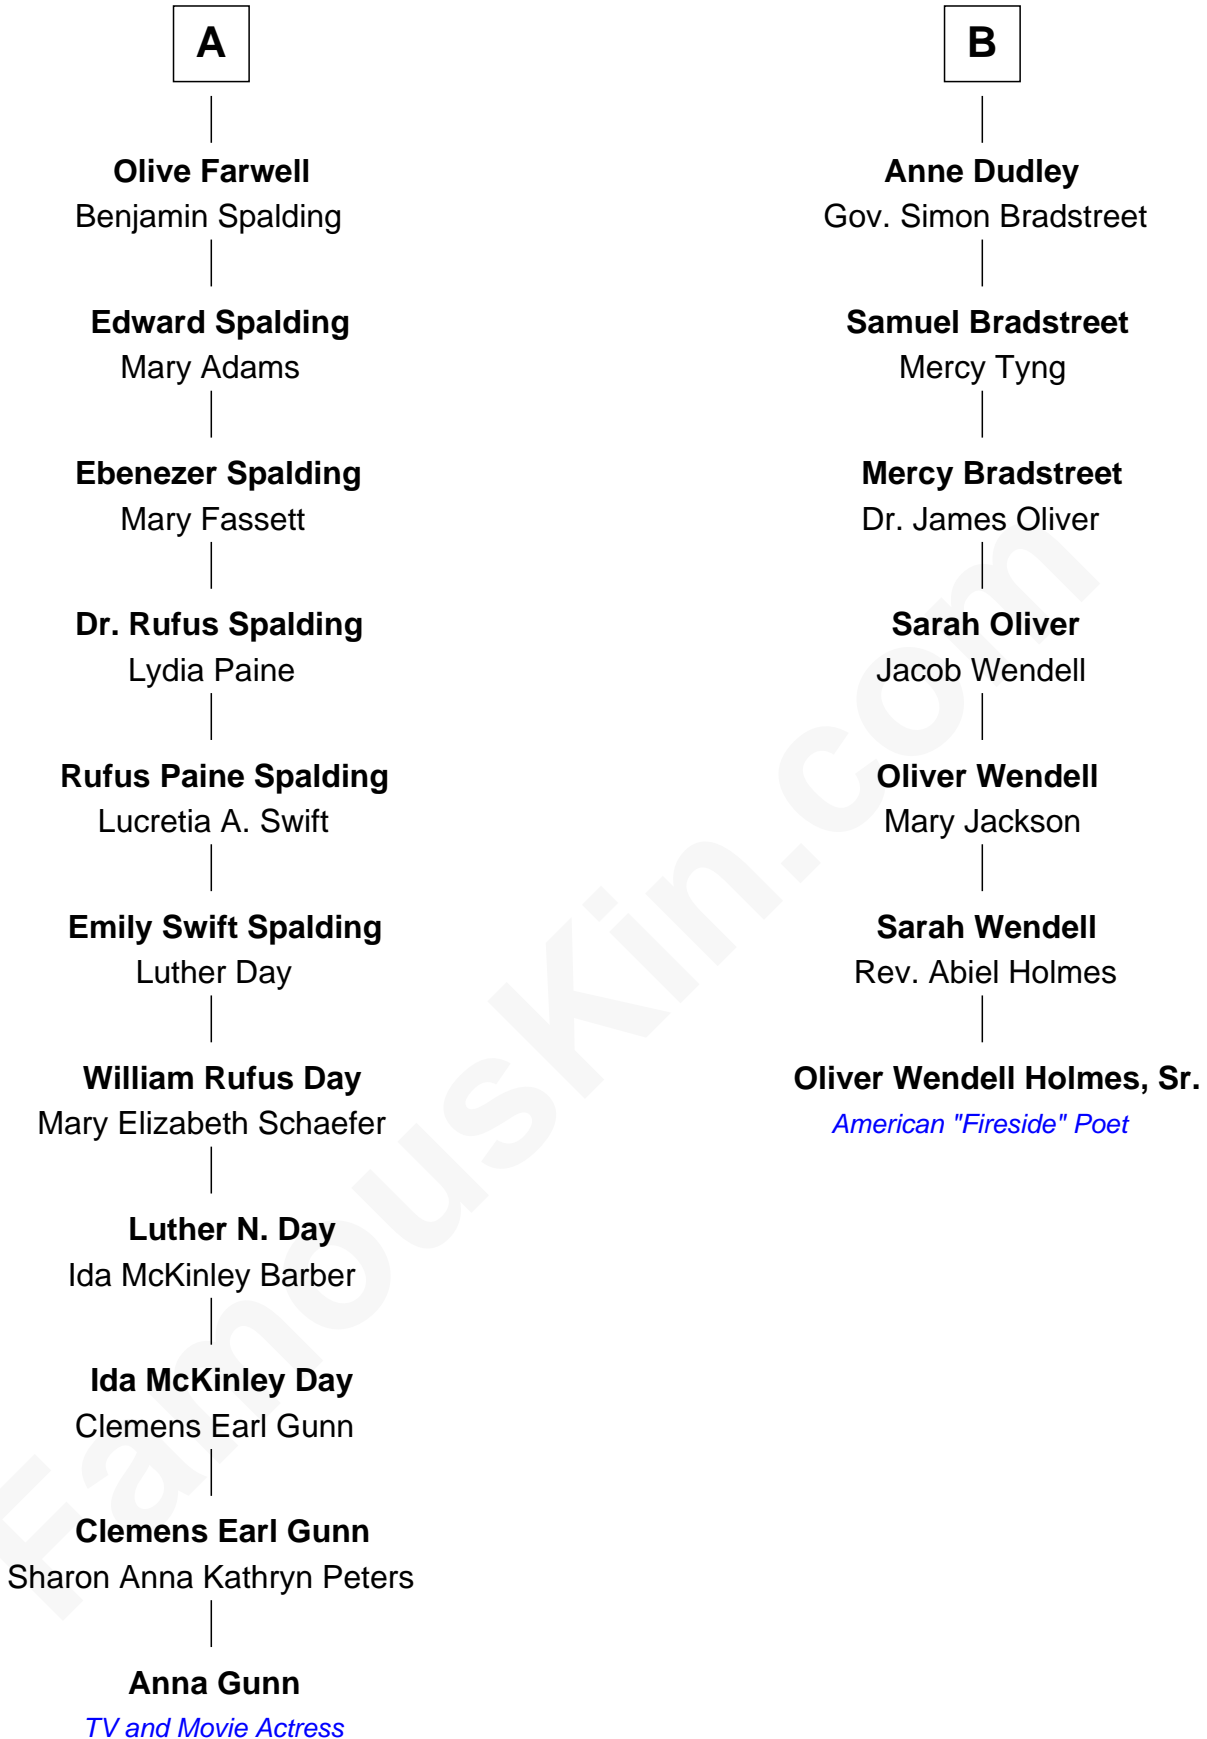 A
Olive Farwell
Benjamin Spalding
Edward Spalding
Mary Adams
Ebenezer Spalding
Mary Fassett
Dr. Rufus Spalding
Lydia Paine
Rufus Paine Spalding
Lucretia A. Swift
Emily Swift Spalding
Luther Day
William Rufus Day
Mary Elizabeth Schaefer
Luther N. Day
Ida McKinley Barber
Ida McKinley Day
Clemens Earl Gunn
Clemens Earl Gunn
Sharon Anna Kathryn Peters
Anna Gunn
TV and Movie Actress
B
Anne Dudley
Gov. Simon Bradstreet
Samuel Bradstreet
Mercy Tyng
Mercy Bradstreet
Dr. James Oliver
Sarah Oliver
Jacob Wendell
Oliver Wendell
Mary Jackson
Sarah Wendell
Rev. Abiel Holmes
Oliver Wendell Holmes, Sr.
American "Fireside" Poet
FamousKin.com